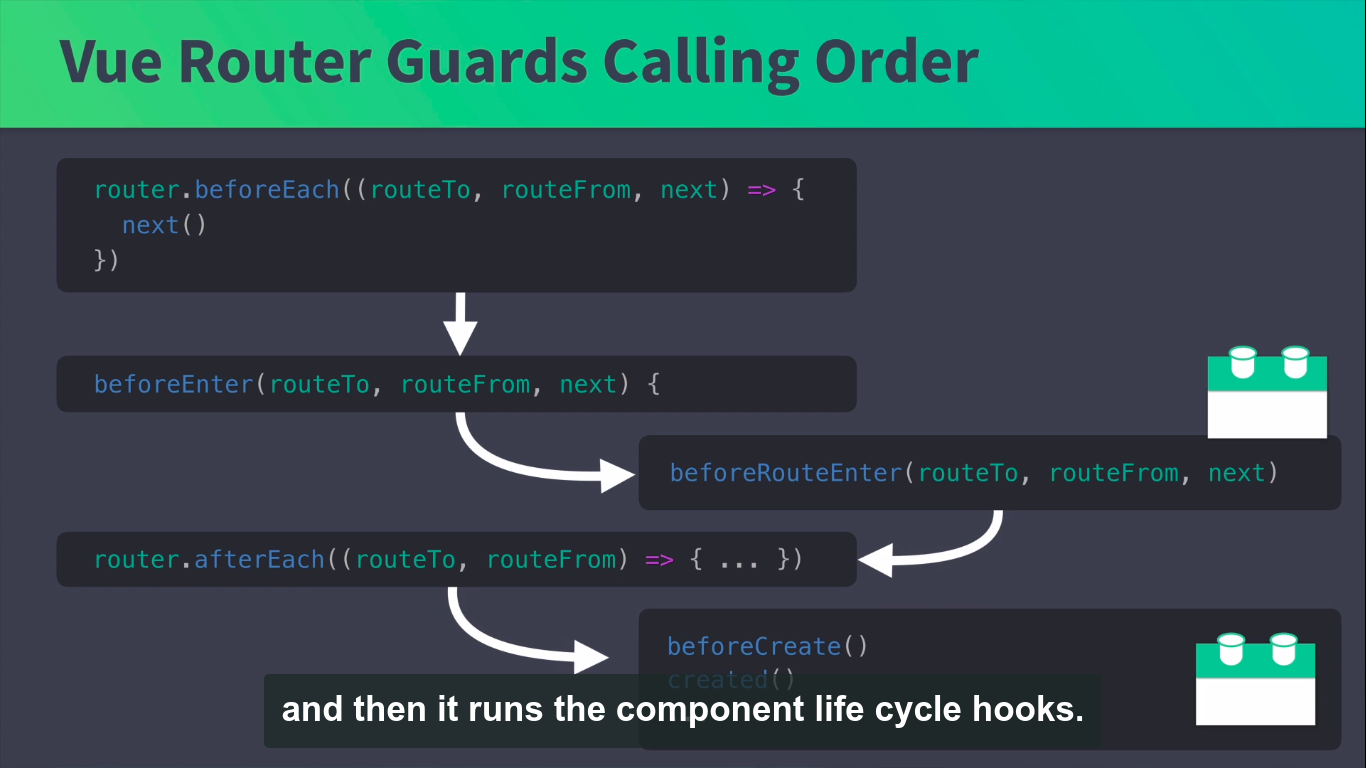 Vue Router Guards Calling Order
router.beforeEach((routeTo, routeFrom, next) => {
  next()
})
beforeEnter(routeTo, routeFrom, next) {
beforeRouteEnter(routeTo, routeFrom, next)
router.afterEach((routeTo, routeFrom) => { ... })
beforeCreate()
created()
and then it runs the component life cycle hooks.